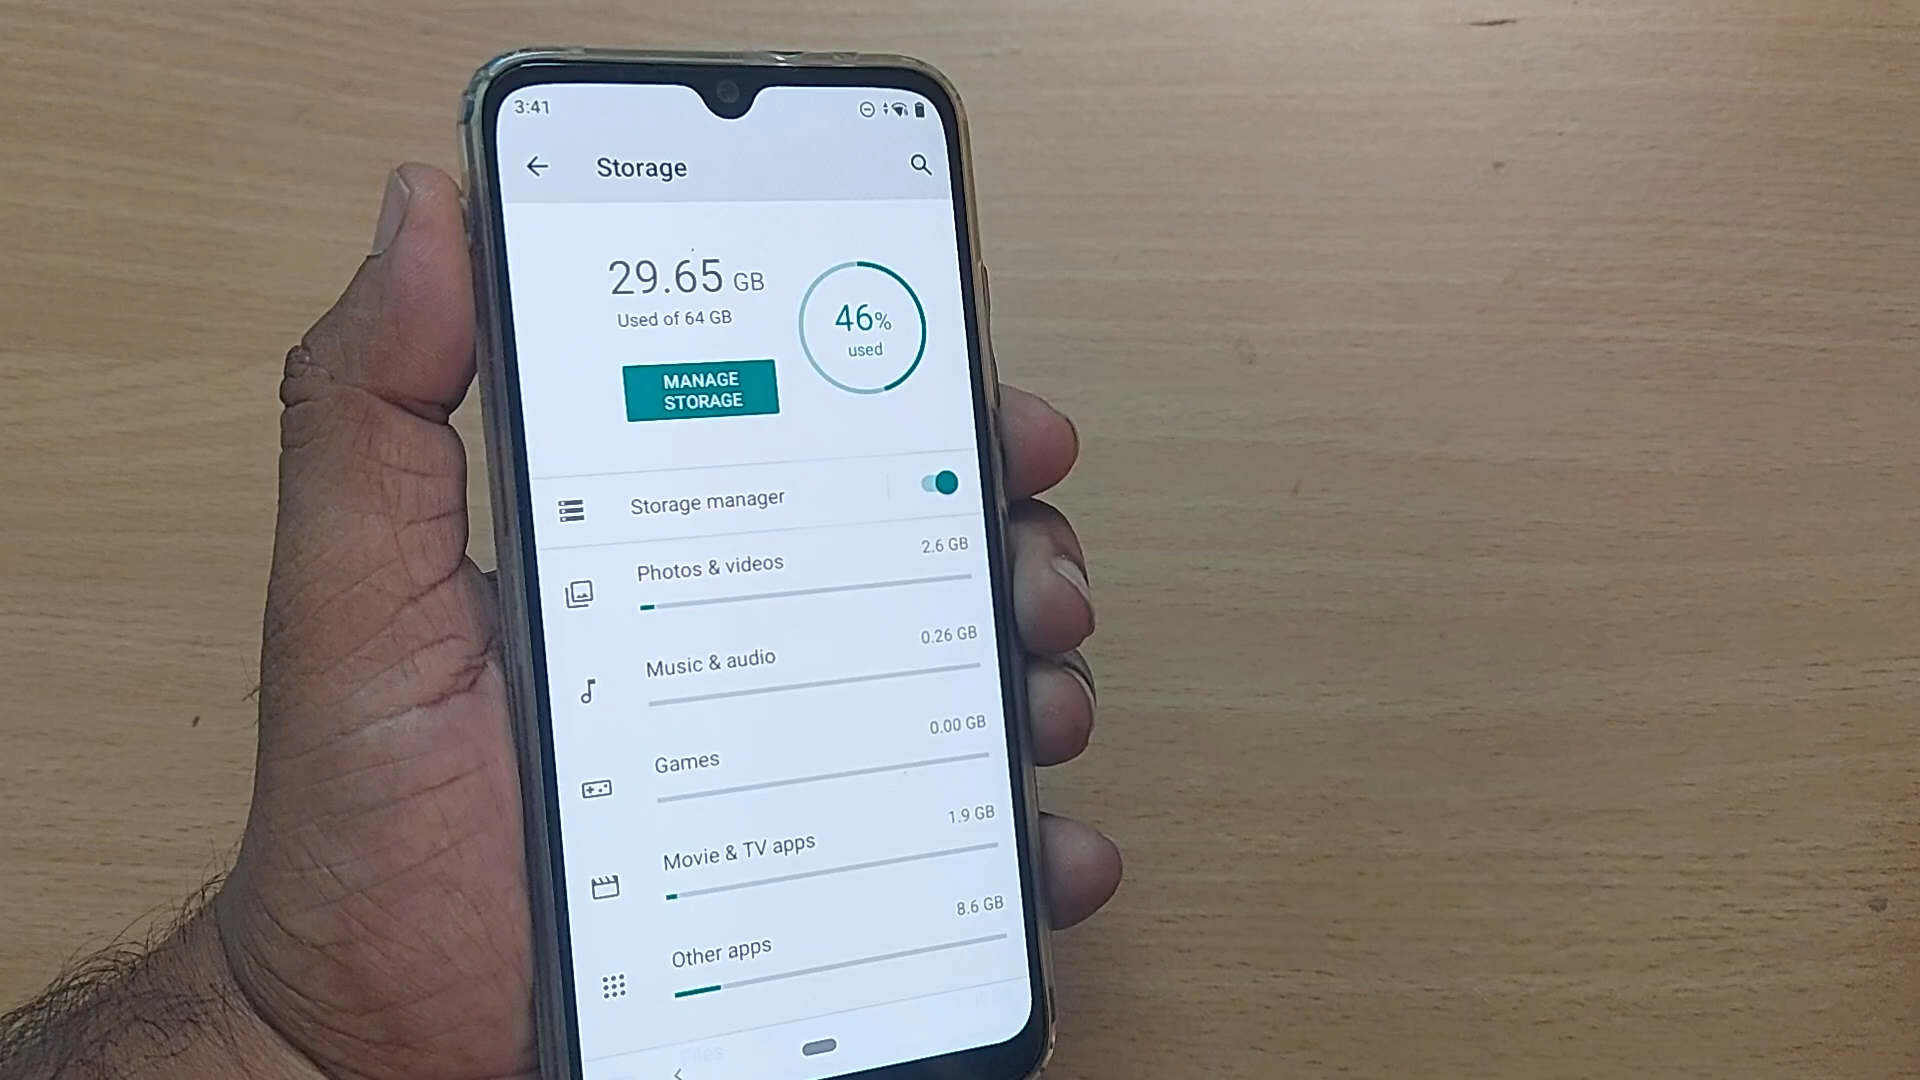 3:41
Storage
29.65 GB
Used of 64 GB
46%
used
MANAGE
STORAGE
Storage manager
Photos & videos
2.6 GB
Music & audio
0.26 GB
Games
0.00 GB
Movie & TV apps
1.9 GB
Other apps
8.6 GB
Files